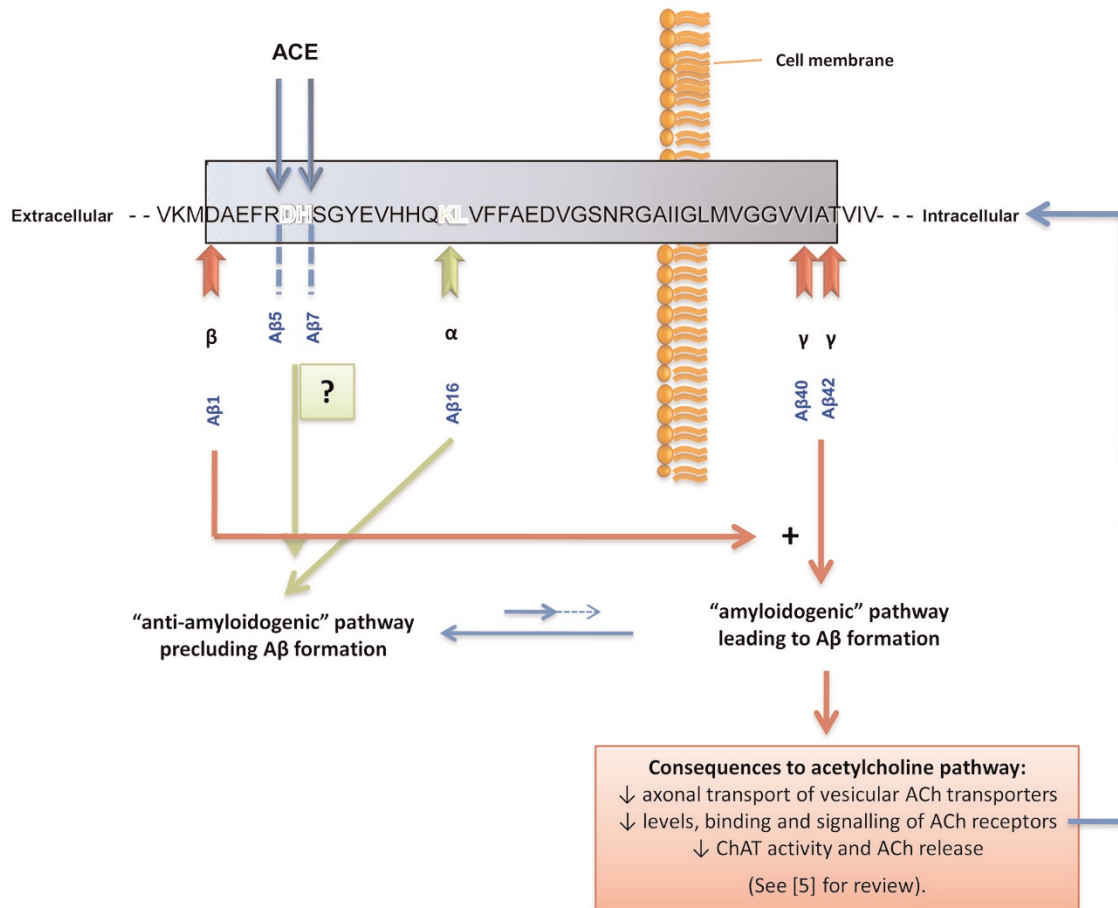 ACE
Cell membrane
Extracellular - - VKMDAEFRDHSGYEVHHQKLVFFAEDVGSNRGAIIGLMVGGVVIATVIV- - - Intracellular
Aβ5 Aβ7
β α γ γ
?
Aβ1 Aβ16 Aβ40 Aβ42
+
“anti-amyloidogenic” pathway
precluding Aβ formation
“amyloidogenic” pathway
leading to Aβ formation
Consequences to acetylcholine pathway:
↓ axonal transport of vesicular ACh transporters
↓ levels, binding and signalling of ACh receptors
↓ ChAT activity and ACh release
(See [5] for review).